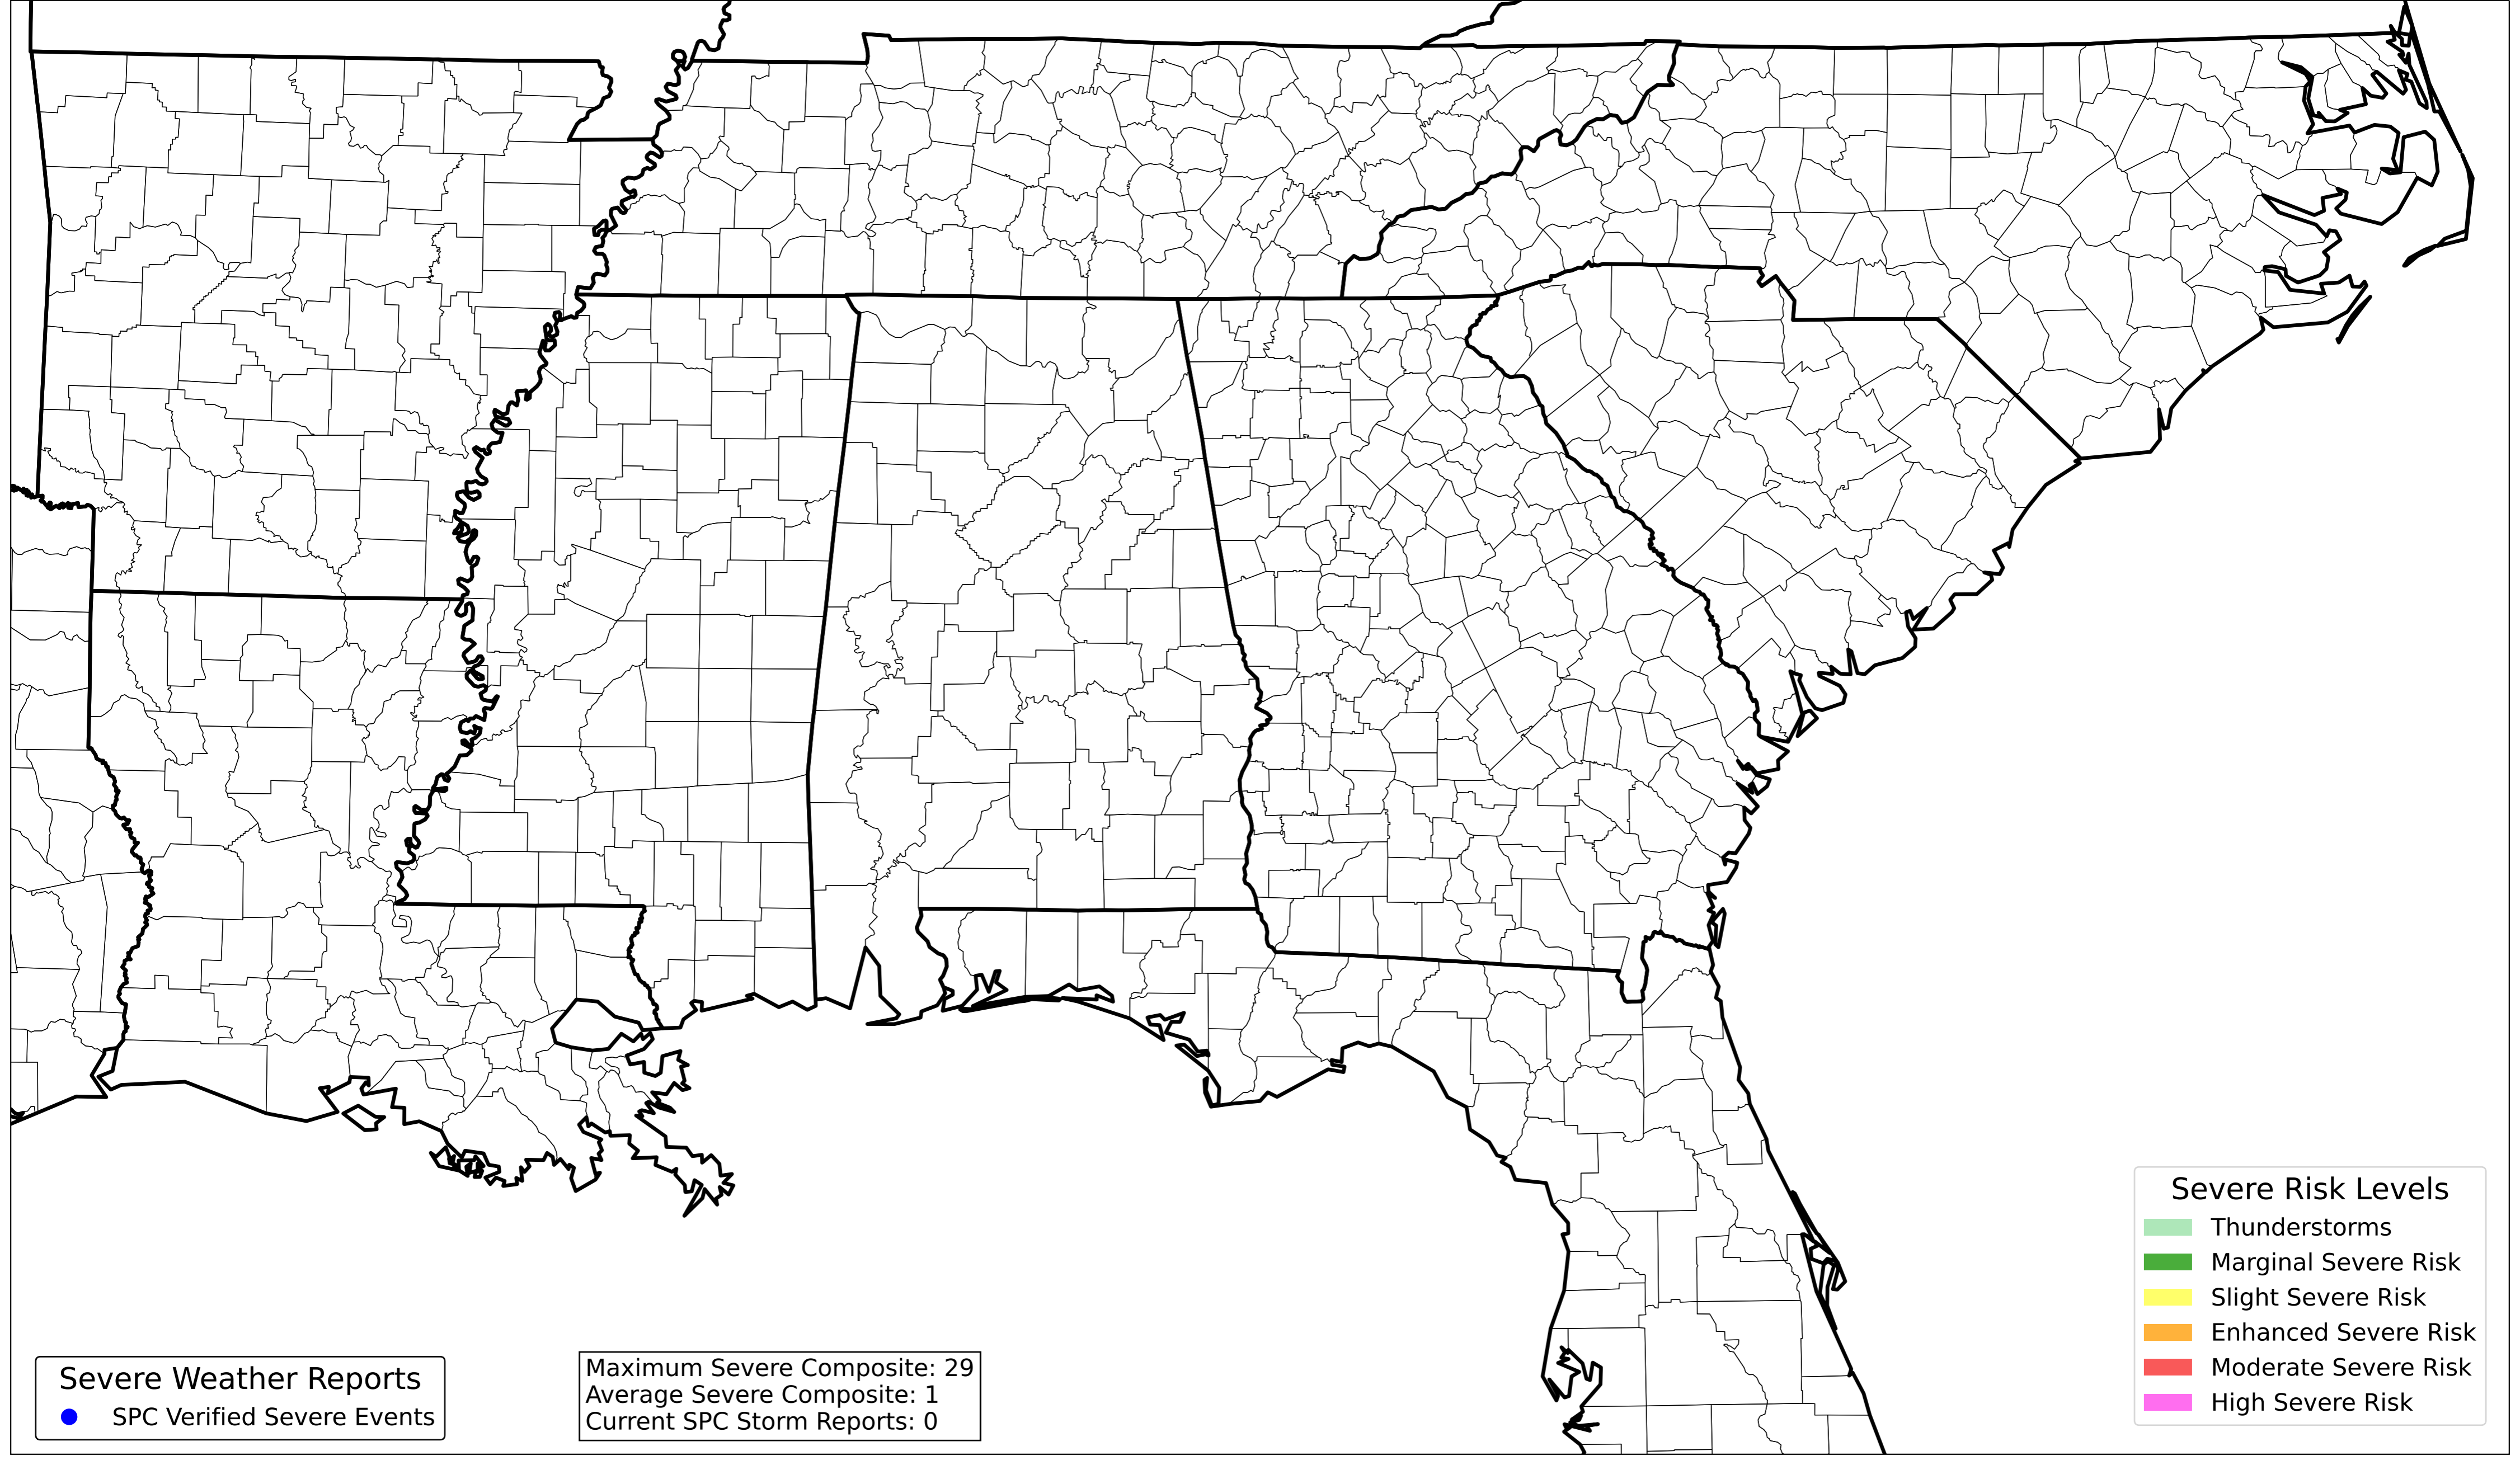 Severe Weather Reports
SPC Verified Severe Events
Maximum Severe Composite: 29
Average Severe Composite: 1
Current SPC Storm Reports: 0
Severe Risk Levels
Thunderstorms
Marginal Severe Risk
Slight Severe Risk
Enhanced Severe Risk
Moderate Severe Risk
High Severe Risk